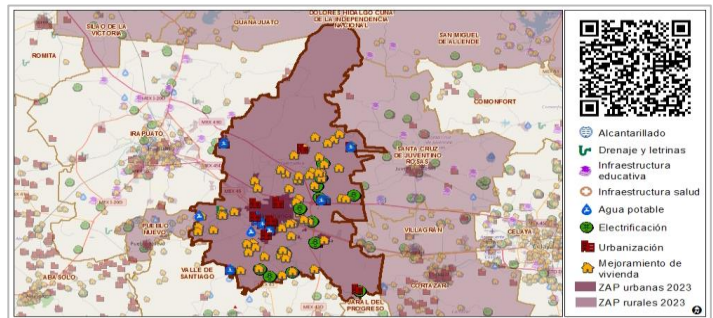 SILAO DE LA
VICTORIA
GUANAJUATO
DOLORES HIDALGO CUNA
DE LA INDEPENDENCIA
NACIONAL
SAN MIGUEL
DE ALLENDE
ROMITA
COMONFORT
IRAPUATO
SANTA CRUZ
DE JUVENTINO
ROSAS
PUEBLO
NUEVO
VILLAGRÁN
CELAYA
VALLE DE
SANTIAGO
ABASOLO
CORTAZAR
JARAL DEL
PROGRESO
Alcantarillado
Drenaje y letrinas
Infraestructura
educativa
Infraestructura salud
Agua potable
Electrificación
Urbanización
Mejoramiento de
vivienda
ZAP urbanas 2023
ZAP rurales 2023